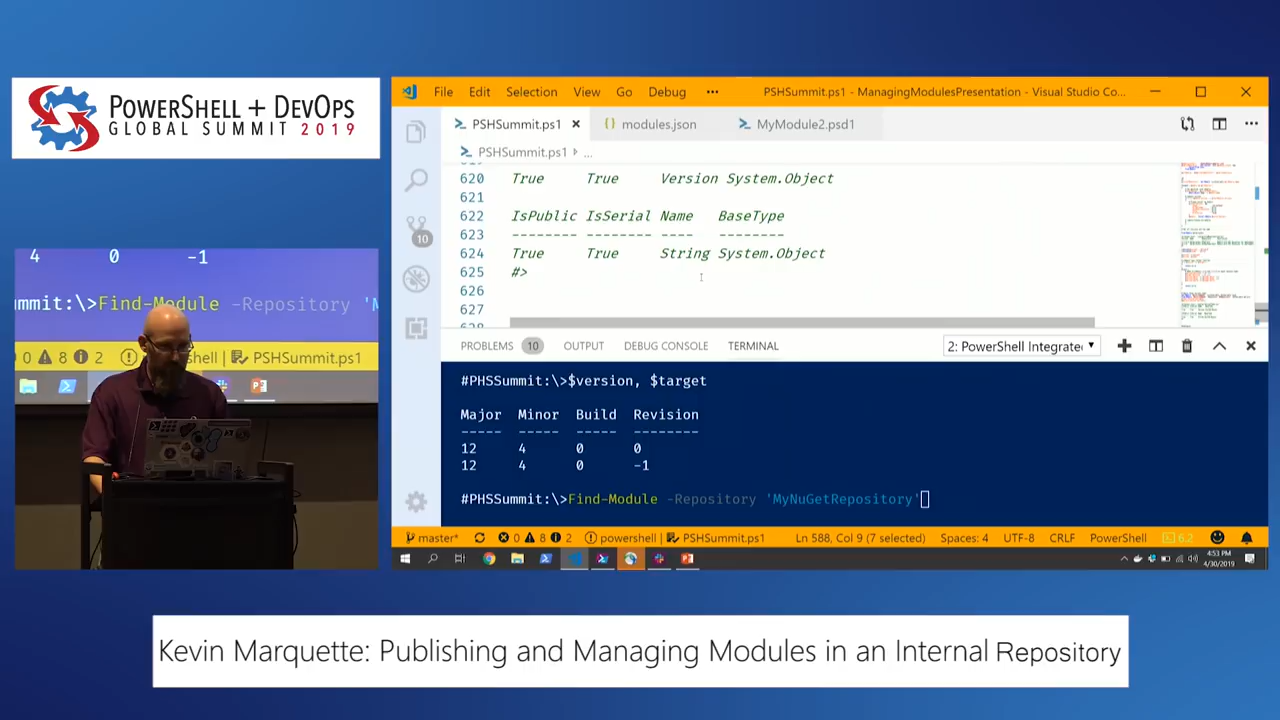 POWERSHELL + DEVOPS
GLOBAL SUMMIT 2019
4 0 -1
mmit:\>Find-Module -Repository 'M
0 8 2 shell PSHSummit.ps1
File Edit Selection View Go Debug ••• PSHSummit.ps1 - ManagingModulesPresentation - Visual Studio Co...
PSHSummit.ps1 modules.json MyModule2.psd1
PSHSummit.ps1 ...
10
620 True True Version System.Object
621
622 IsPublic IsSerial Name BaseType
623 -------- -------- ---- --------
624 True True String System.Object
625 #>
626
627
628
PROBLEMS 10 OUTPUT DEBUG CONSOLE TERMINAL 2: PowerShell Integrate
#PHSSummit:\>$version, $target
Major Minor Build Revision
----- ----- ----- --------
12 4 0 0
12 4 0 -1
#PHSSummit:\>Find-Module -Repository 'MyNuGetRepository'
master* 0 8 2 powershell PSHSummit.ps1 Ln 588, Col 9 (7 selected) Spaces: 4 UTF-8 CRLF PowerShell 6.2
4:53 PM
4/30/2019
Kevin Marquette: Publishing and Managing Modules in an Internal Repository